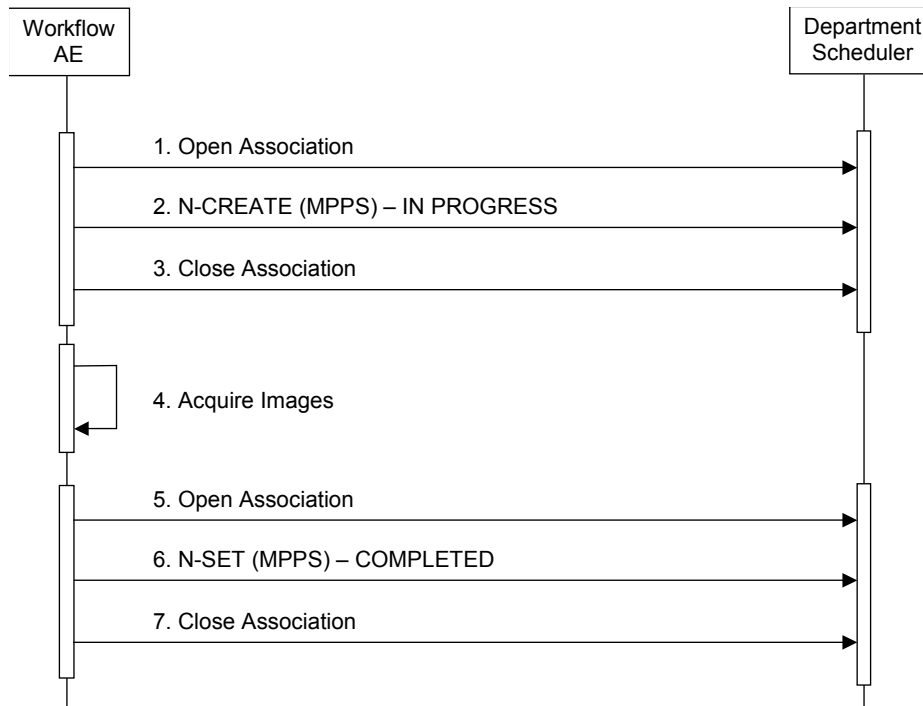 Workflow
AE
Department
Scheduler
1. Open Association
2. N-CREATE (MPPS) – IN PROGRESS
3. Close Association
4. Acquire Images
5. Open Association
6. N-SET (MPPS) – COMPLETED
7. Close Association